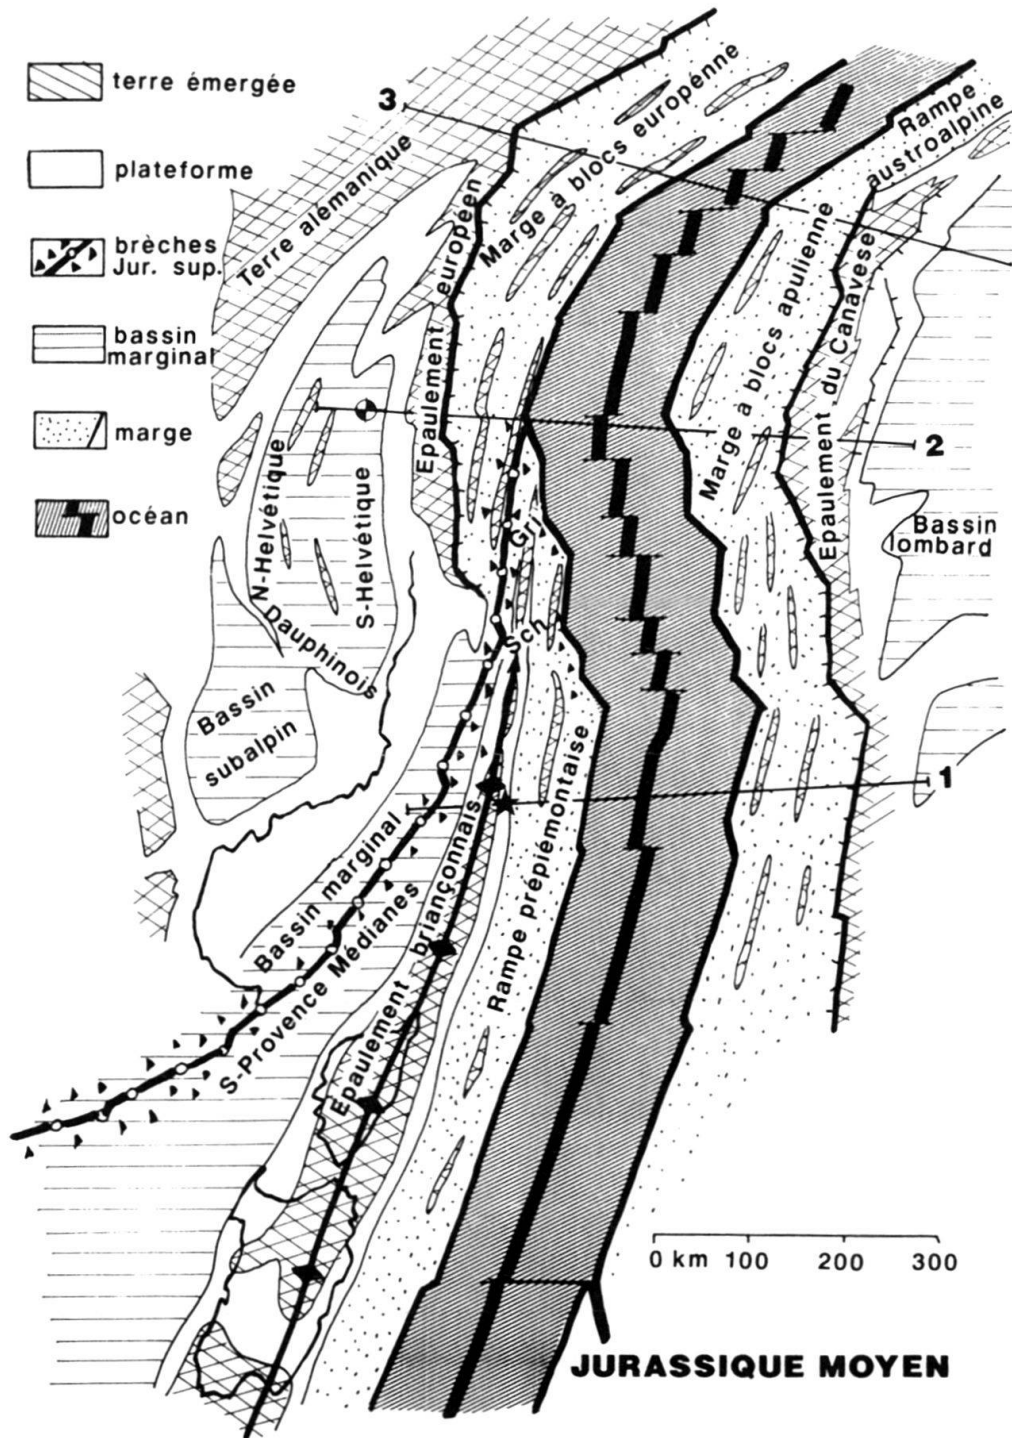 terre émergée
plateforme
brèches
Jur. sup.
bassin
marginal
marge
océan
3
Terre alémanique
Epaulement européen
Marge à blocs européenne
Rampe
austroalpine
Marge à blocs apulienne
Epaulement du Canavese
2
N-Helvétique
S-Helvétique
Dauphinois
Bassin
subalpin
Gri
Sch
Bassin
lombard
1
Bassin marginal
S-Provence Médianes
Epaulement briançonnais
Rampe prépiémontaise
0 km 100 200 300
JURASSIQUE MOYEN